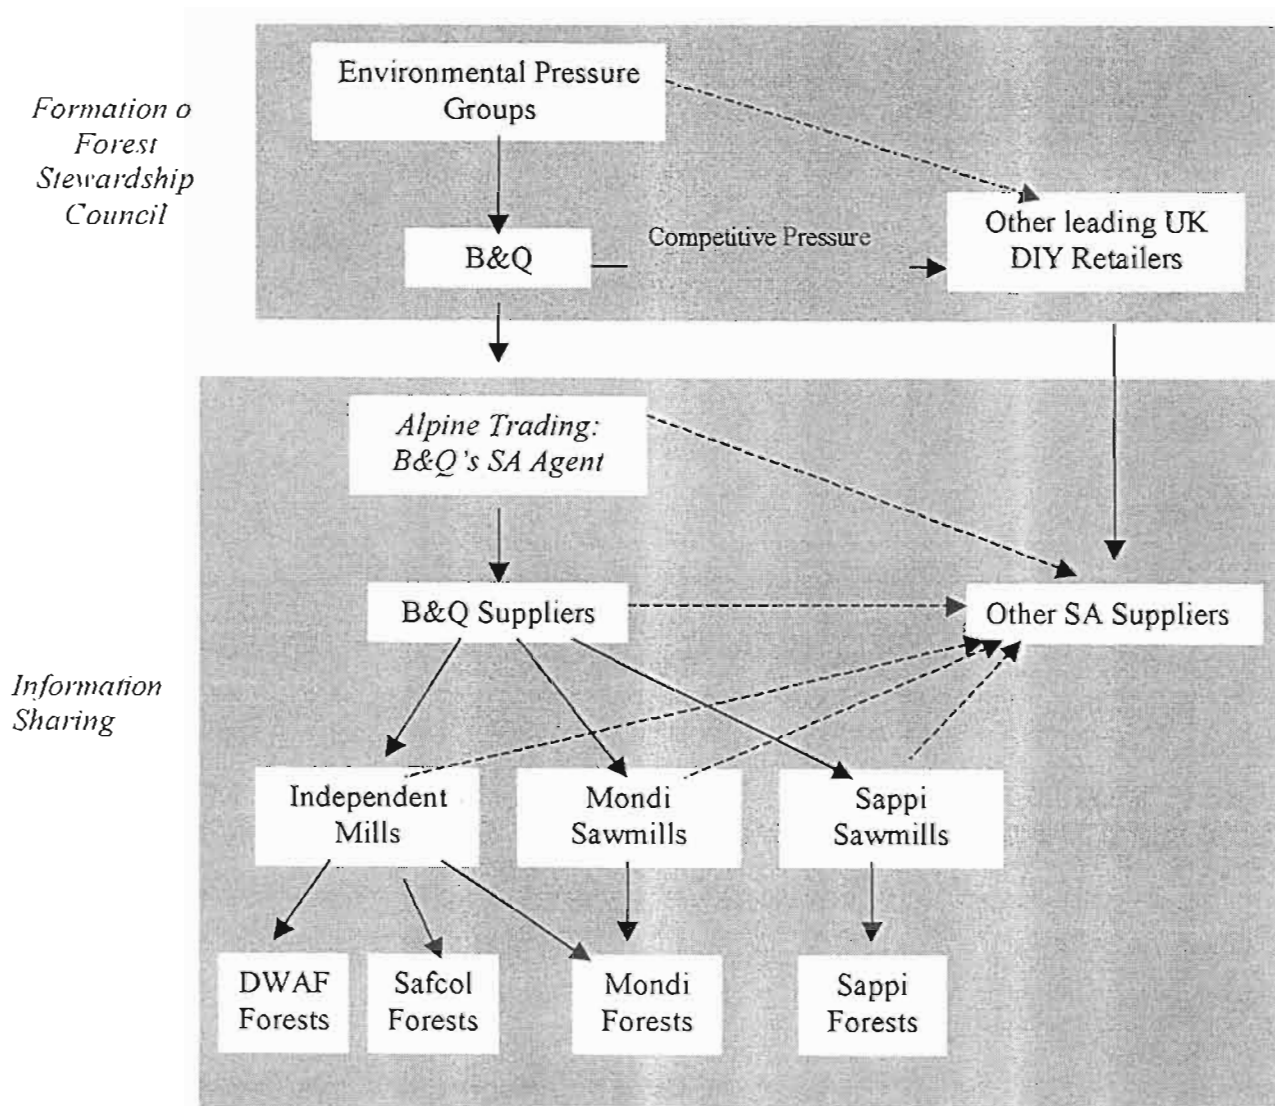 Environmental Pressure
Groups
Formation o
Forest
Stewardship
Council
Other leading UK
DIY Retailers
Competitive Pressure
B&Q
Alpine Trading:
B&Q's SA Agent
B&Q Suppliers
Other SA Suppliers
Information
Sharing
Independent
Mills
Mondi
Sawmills
Sappi
Sawmills
DWAF
Forests
Safcol
Forests
Mondi
Forests
Sappi
Forests